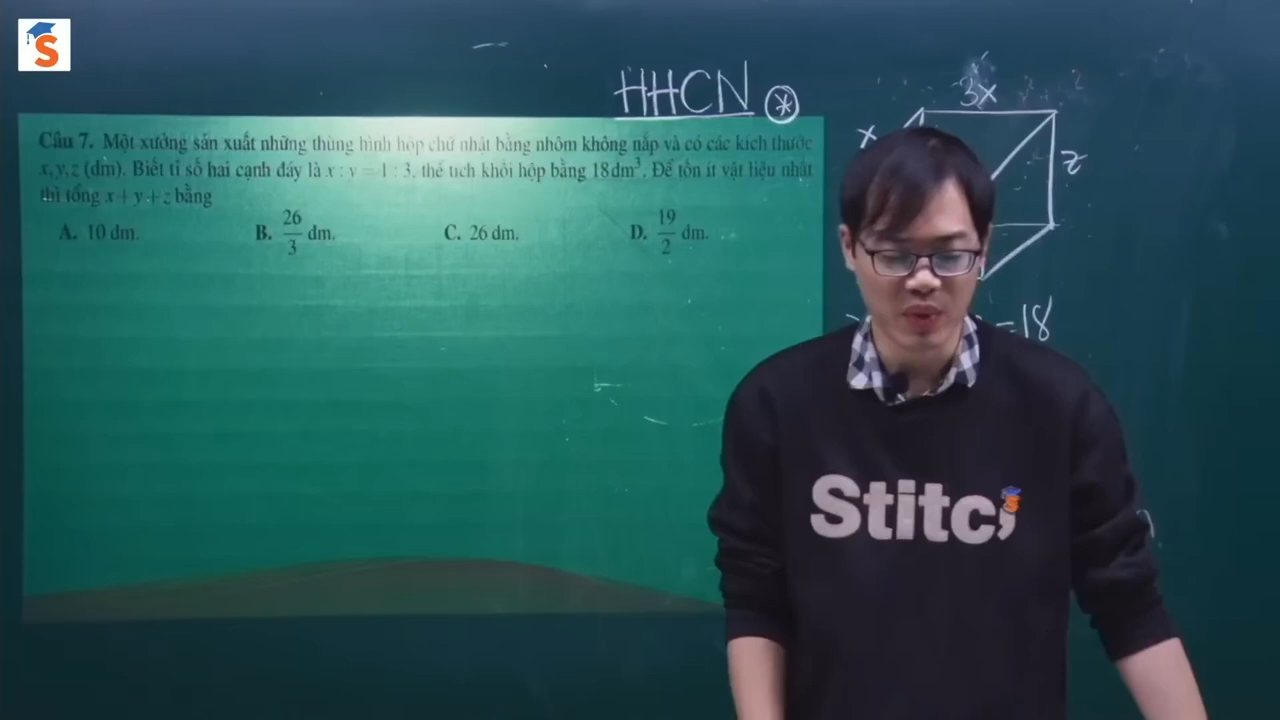 S
HHCN *
3x
x
z
=18
Câu 7. Một xưởng sản xuất những thùng hình hộp chữ nhật bằng nhôm không nắp và có các kích thước
x, y, z (dm). Biết tỉ số hai cạnh đáy là x : y = 1 : 3, thể tích khối hộp bằng 18 dm³. Để tốn ít vật liệu nhất
thì tổng x + y + z bằng
A. 10 dm. B. 26/3 dm. C. 26 dm. D. 19/2 dm.
Stitc
S